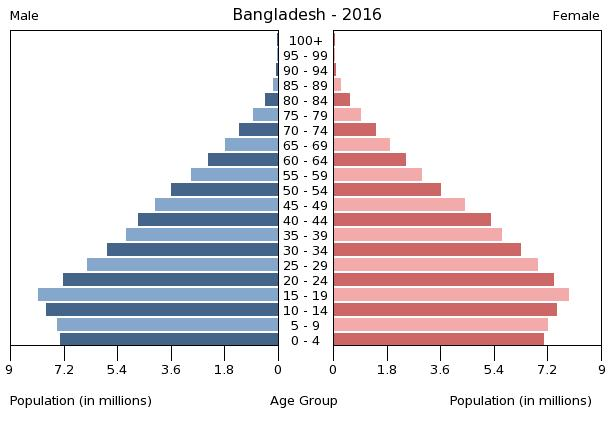 Male
Bangladesh - 2016
Female
100+
95 - 99
90 - 94
85 - 89
80 - 84
75 - 79
70 - 74
65 - 69
60 - 64
55 - 59
50 - 54
45 - 49
40 - 44
35 - 39
30 - 34
25 - 29
20 - 24
15 - 19
10 - 14
5 - 9
0 - 4
9 7.2 5.4 3.6 1.8 0 0 1.8 3.6 5.4 7.2 9
Population (in millions) Age Group Population (in millions)